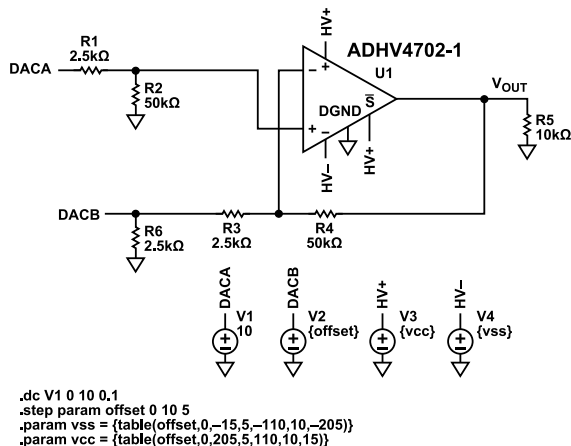 HV+
ADHV4702-1
R1
2.5kΩ
DACA
U1
R2
50kΩ
DGND
S̅
VOUT
R5
10kΩ
HV–
HV+
DACB
R6
2.5kΩ
R3
2.5kΩ
R4
50kΩ
DACA
DACB
HV+
HV–
V1
10
V2
{offset}
V3
{vcc}
V4
{vss}
.dc V1 0 10 0.1
.step param offset 0 10 5
.param vss = {table(offset,0,–15,5,–110,10,–205)}
.param vcc = {table(offset,0,205,5,110,10,15)}